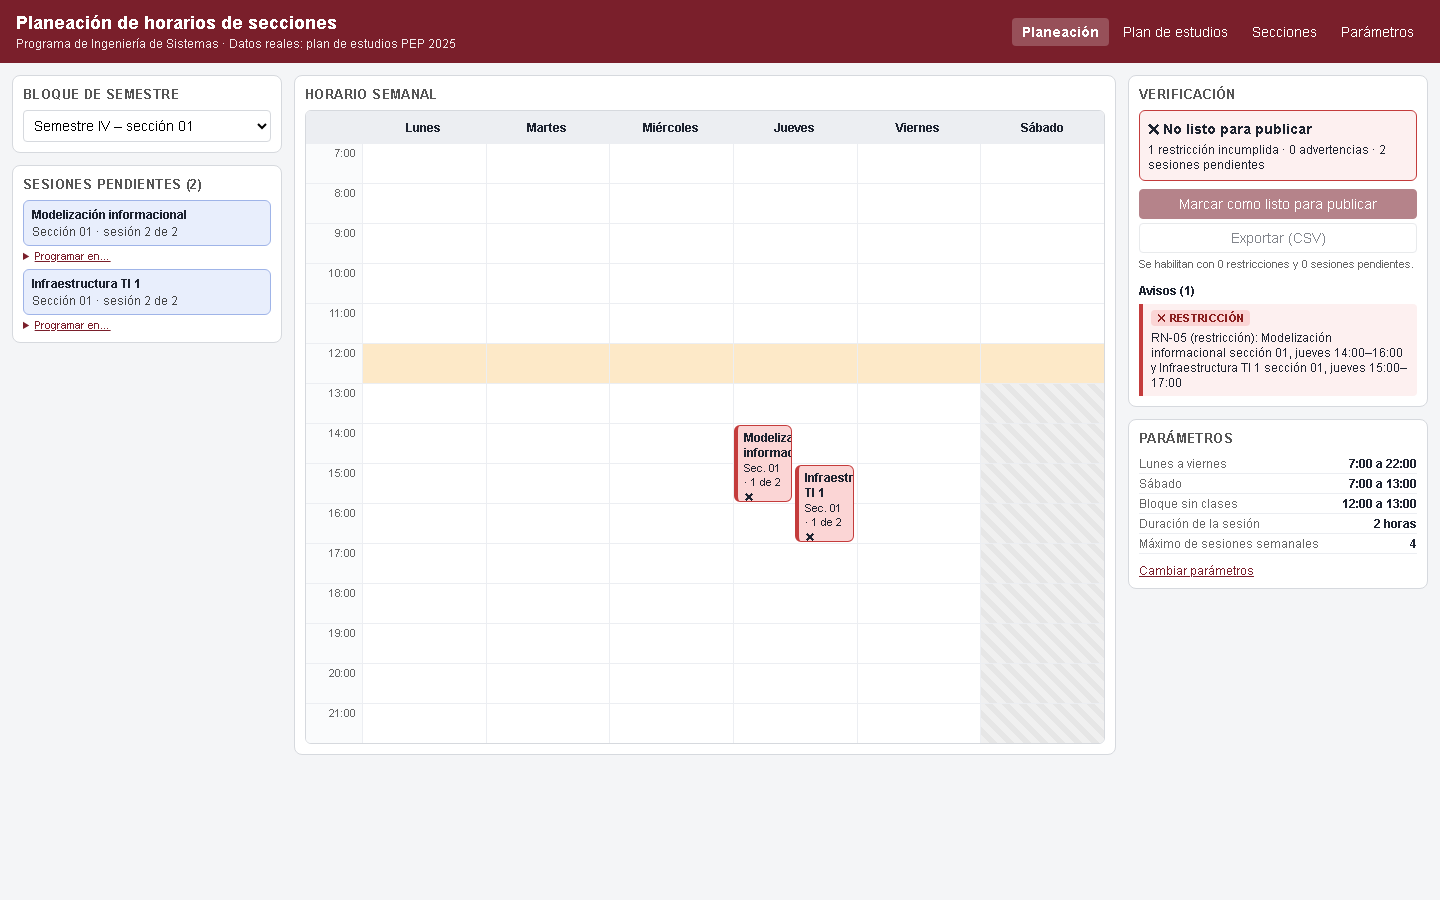 Planeación de horarios de secciones
Programa de Ingeniería de Sistemas · Datos reales: plan de estudios PEP 2025
Planeación
Plan de estudios
Secciones
Parámetros
BLOQUE DE SEMESTRE
Semestre IV – sección 01
SESIONES PENDIENTES (2)
Modelización informacional
Sección 01 · sesión 2 de 2
Programar en...
Infraestructura TI 1
Sección 01 · sesión 2 de 2
Programar en...
HORARIO SEMANAL
Lunes
Martes
Miércoles
Jueves
Viernes
Sábado
7:00
8:00
9:00
10:00
11:00
12:00
13:00
14:00
15:00
16:00
17:00
18:00
19:00
20:00
21:00
Modeliza
informac
Sec. 01
· 1 de 2
Infraestr
TI 1
Sec. 01
· 1 de 2
VERIFICACIÓN
No listo para publicar
1 restricción incumplida · 0 advertencias · 2
sesiones pendientes
Marcar como listo para publicar
Exportar (CSV)
Se habilitan con 0 restricciones y 0 sesiones pendientes.
Avisos (1)
RESTRICCIÓN
RN-05 (restricción): Modelización
informacional sección 01, jueves 14:00–16:00
y Infraestructura TI 1 sección 01, jueves 15:00–
17:00
PARÁMETROS
Lunes a viernes 7:00 a 22:00
Sábado 7:00 a 13:00
Bloque sin clases 12:00 a 13:00
Duración de la sesión 2 horas
Máximo de sesiones semanales 4
Cambiar parámetros